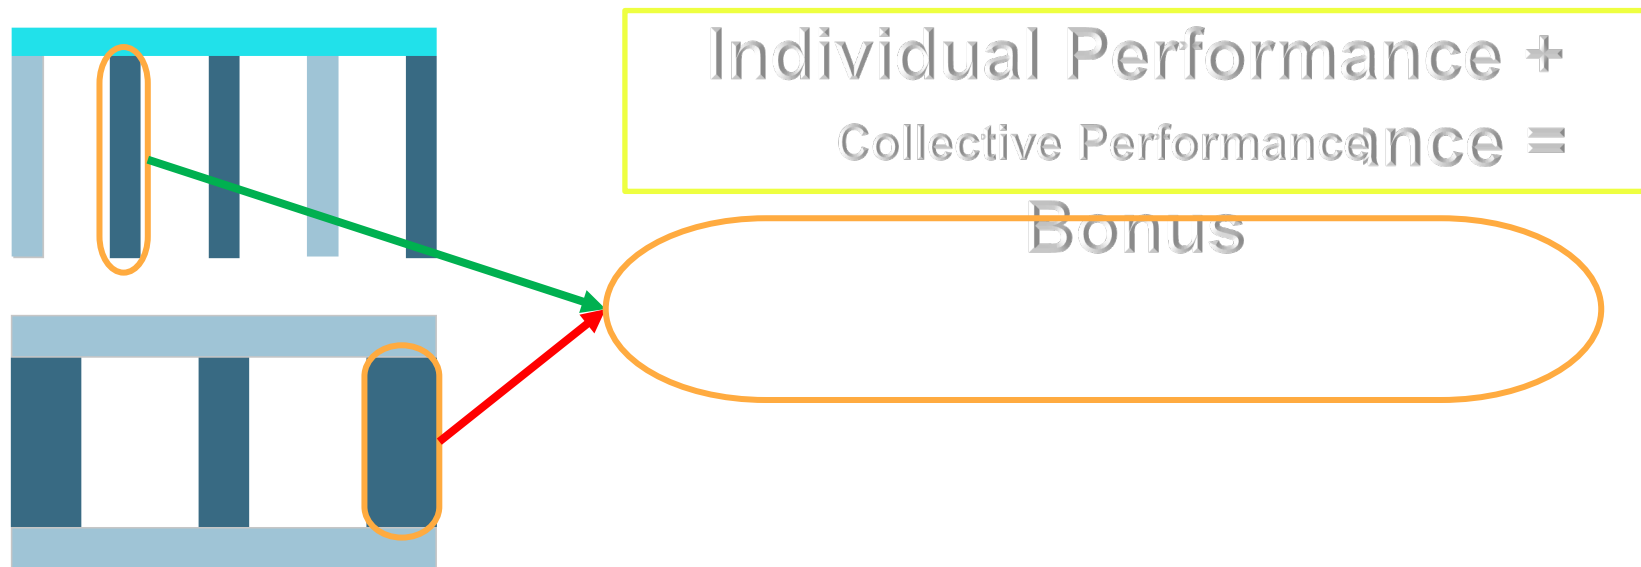 Individual Performance +
Collective Performance ance =
Bonus